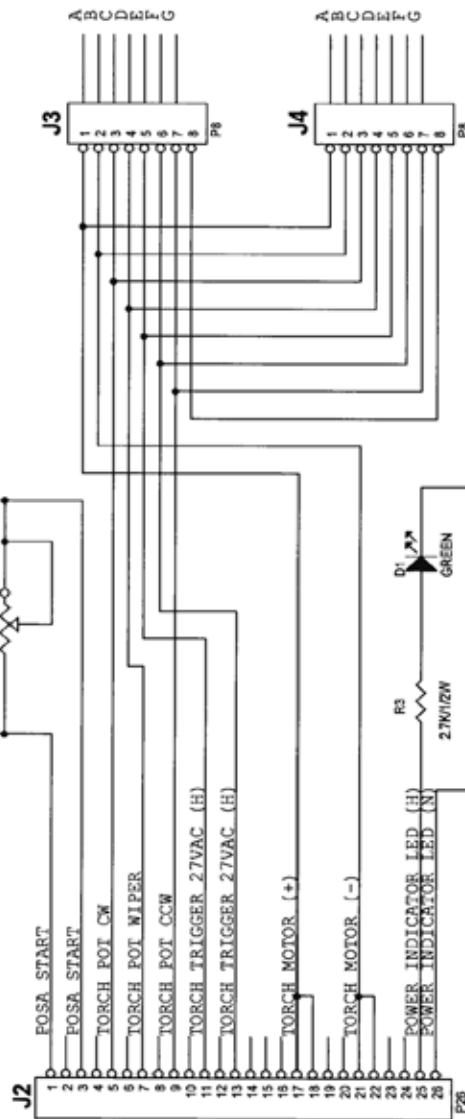 J2
1
2
3
4
5
6
7
8
9
10
11
12
13
14
15
16
17
18
19
20
21
22
23
24
25
26
P26
POSA START
POSA START
TORCH POT CW
TORCH POT WIPER
TORCH POT CCW
TORCH TRIGGER 27VAC (H)
TORCH TRIGGER 27VAC (H)
TORCH MOTOR (+)
TORCH MOTOR (-)
POWER INDICATOR LED (H)
POWER INDICATOR LED (N)
R3
2.7K/1/2W
D1
GREEN
J3
1
2
3
4
5
6
7
8
P8
A
B
C
D
E
F
G
J4
1
2
3
4
5
6
7
8
P8
A
B
C
D
E
F
G